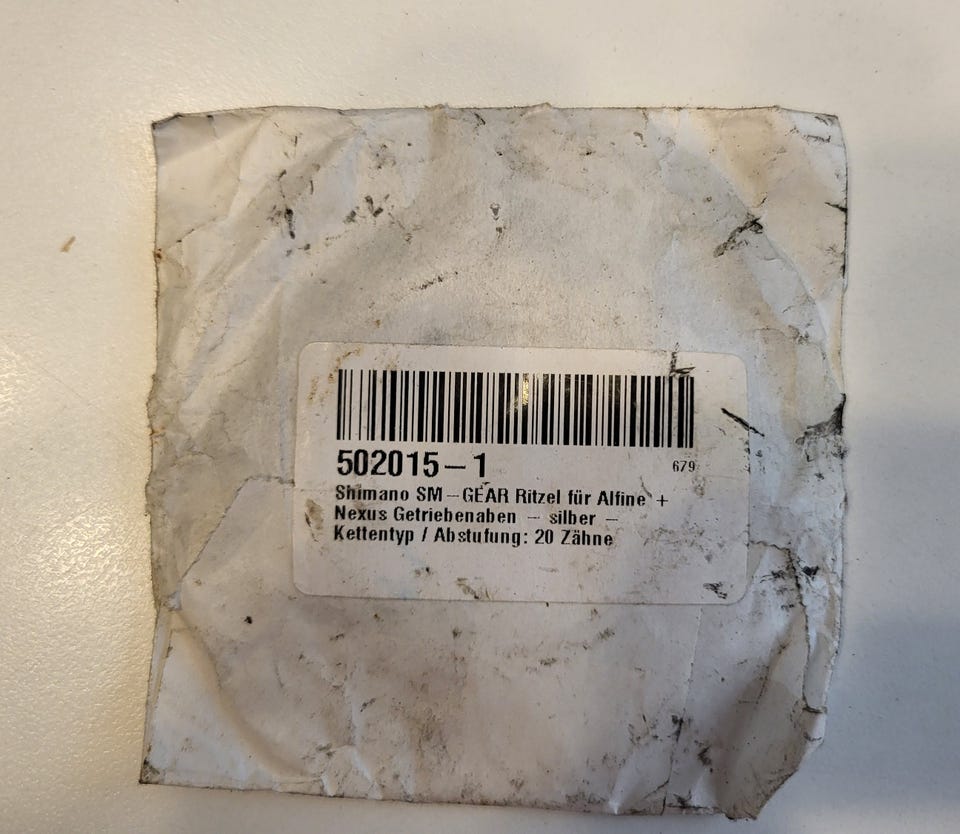 502015-1
679
Shimano SM-GEAR Ritzel für Alfine +
Nexus Getriebenaben - silber -
Kettentyp / Abstufung: 20 Zähne